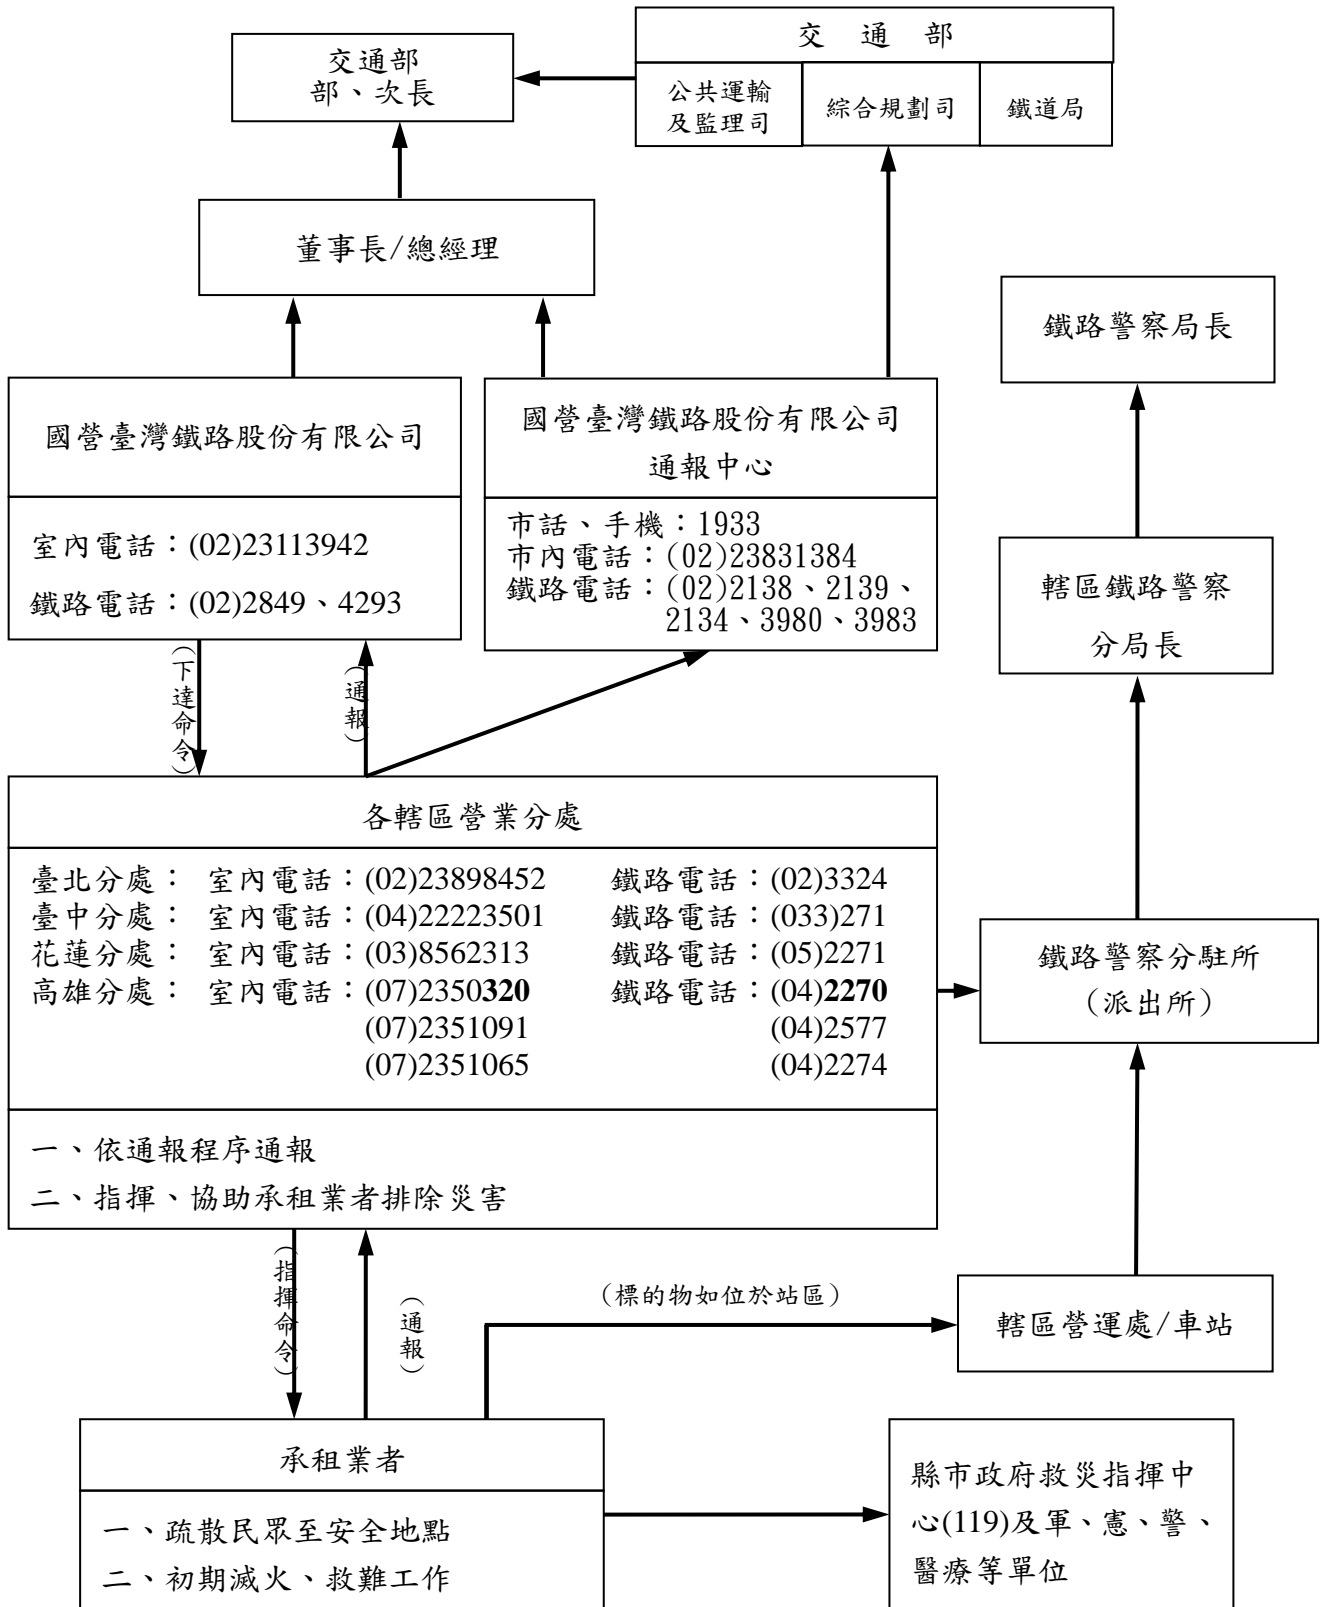 交通部
公共運輸
及監理司
綜合規劃司
鐵道局
交通部
部、次長
董事長/總經理
鐵路警察局長
國營臺灣鐵路股份有限公司
室內電話：(02)23113942
鐵路電話：(02)2849、4293
國營臺灣鐵路股份有限公司
通報中心
市話、手機：1933
市內電話：(02)23831384
鐵路電話：(02)2138、2139、
2134、3980、3983
轄區鐵路警察
分局長
（下達命令）
（通報）
各轄區營業分處
臺北分處： 室內電話：(02)23898452 鐵路電話：(02)3324
臺中分處： 室內電話：(04)22223501 鐵路電話：(033)271
花蓮分處： 室內電話：(03)8562313 鐵路電話：(05)2271
高雄分處： 室內電話：(07)2350320 鐵路電話：(04)2270
(07)2351091 (04)2577
(07)2351065 (04)2274
一、依通報程序通報
二、指揮、協助承租業者排除災害
鐵路警察分駐所
（派出所）
（指揮命令）
（通報）
（標的物如位於站區）
轄區營運處/車站
承租業者
一、疏散民眾至安全地點
二、初期滅火、救難工作
縣市政府救災指揮中
心(119)及軍、憲、警、
醫療等單位